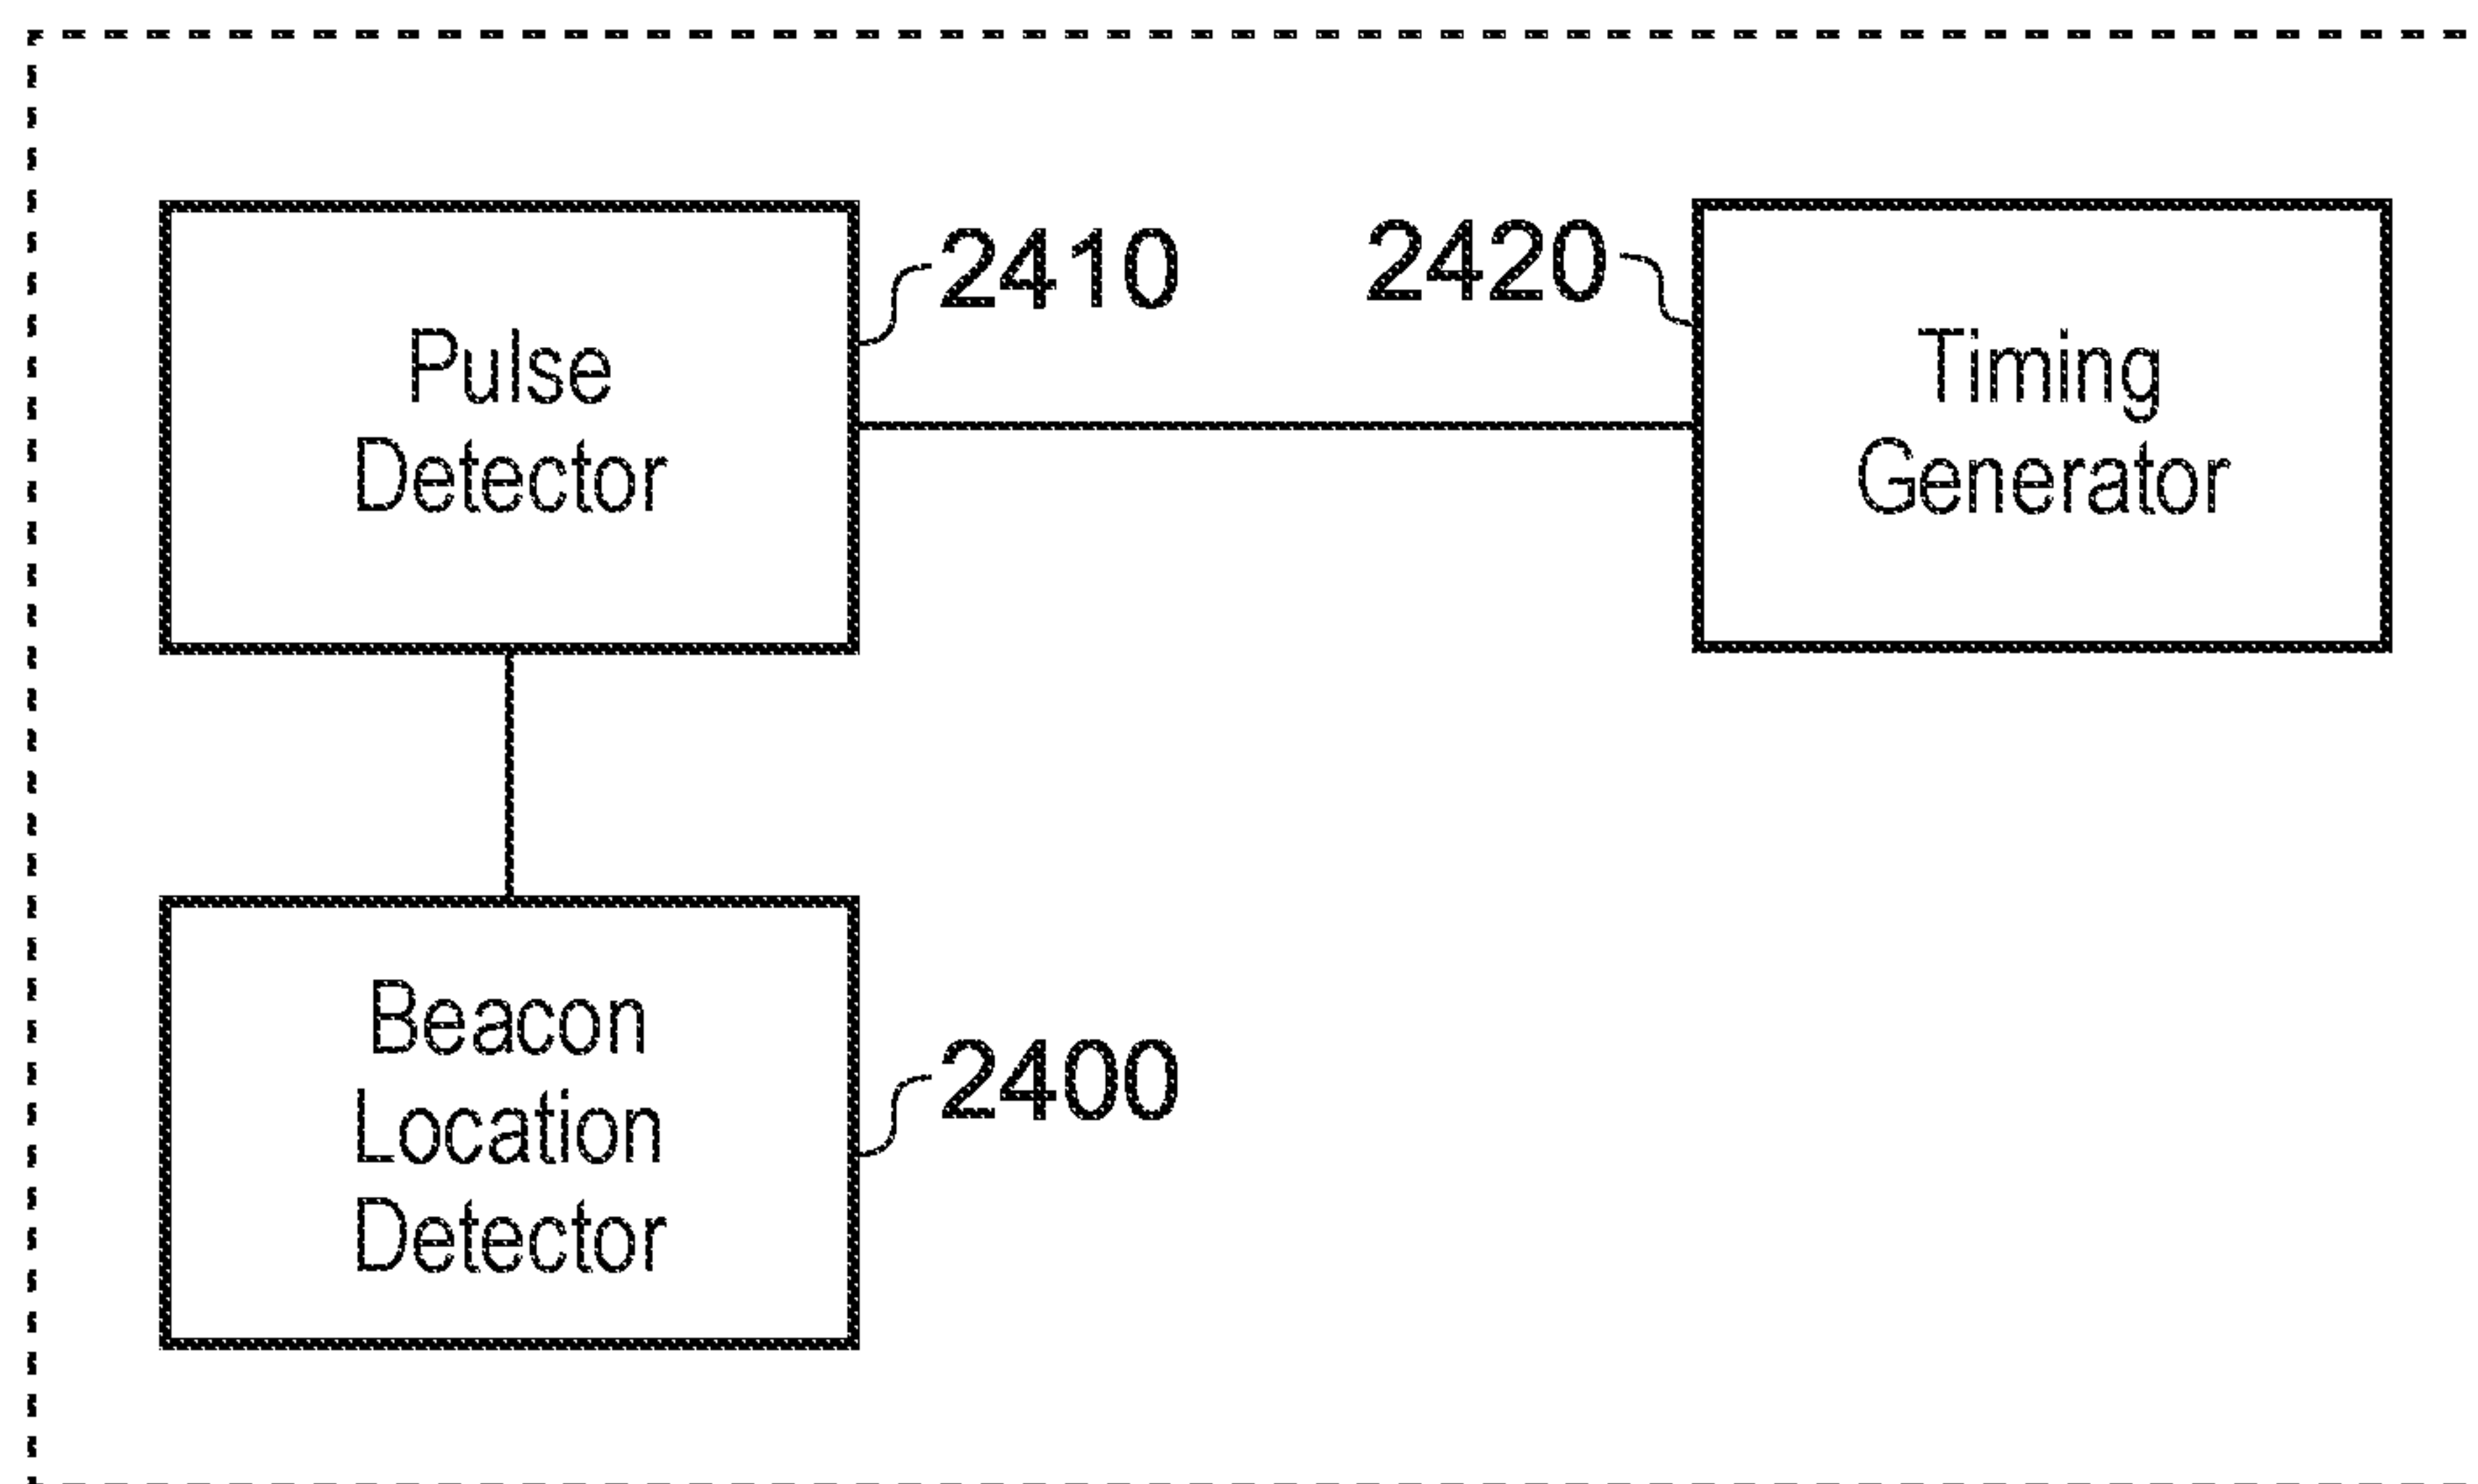 Pulse
Detector
2410
2420
Timing
Generator
Beacon
Location
Detector
2400